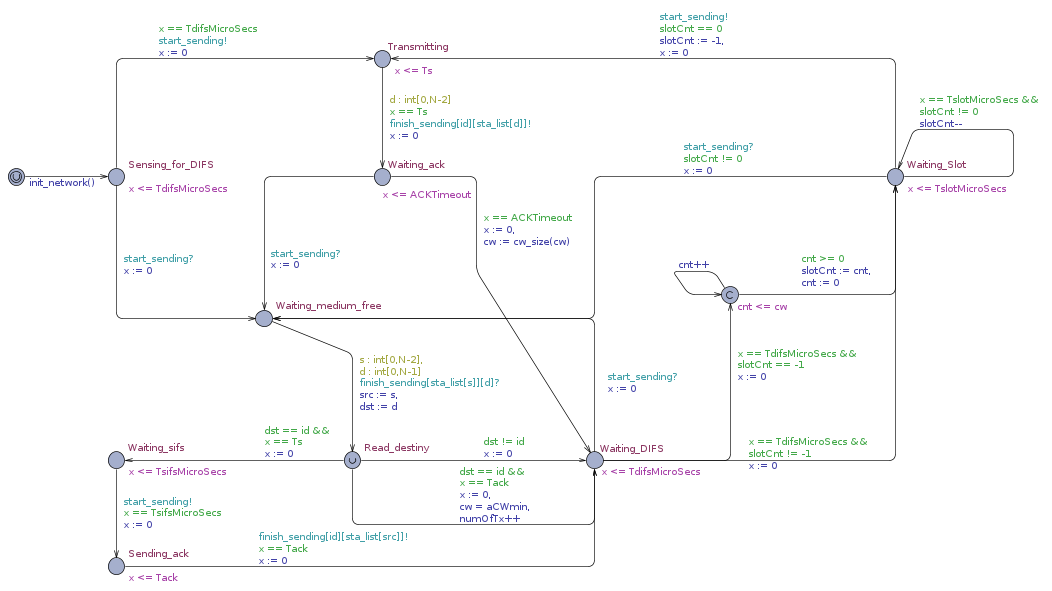 x == TdifsMicroSecs
start_sending!
x := 0
start_sending!
slotCnt == 0
slotCnt := -1,
x := 0
Transmitting
x <= Ts
d : int[0,N-2]
x == Ts
finish_sending[id][sta_list[d]]!
x := 0
x == TslotMicroSecs &&
slotCnt != 0
slotCnt--
start_sending?
slotCnt != 0
x := 0
U
init_network()
Sensing_for_DIFS
x <= TdifsMicroSecs
Waiting_ack
x <= ACKTimeout
Waiting_Slot
x <= TslotMicroSecs
x == ACKTimeout
x := 0,
cw := cw_size(cw)
start_sending?
x := 0
start_sending?
x := 0
cnt++
cnt >= 0
slotCnt := cnt,
cnt := 0
C
cnt <= cw
Waiting_medium_free
s : int[0,N-2],
d : int[0,N-1]
finish_sending[sta_list[s]][d]?
src := s,
dst := d
start_sending?
x := 0
x == TdifsMicroSecs &&
slotCnt == -1
x := 0
Waiting_sifs
x <= TsifsMicroSecs
dst == id &&
x == Ts
x := 0
U
Read_destiny
dst != id
x := 0
Waiting_DIFS
x <= TdifsMicroSecs
x == TdifsMicroSecs &&
slotCnt != -1
x := 0
dst == id &&
x == Tack
x := 0,
cw = aCWmin,
numOfTx++
start_sending!
x == TsifsMicroSecs
x := 0
finish_sending[id][sta_list[src]]!
x == Tack
x := 0
Sending_ack
x <= Tack